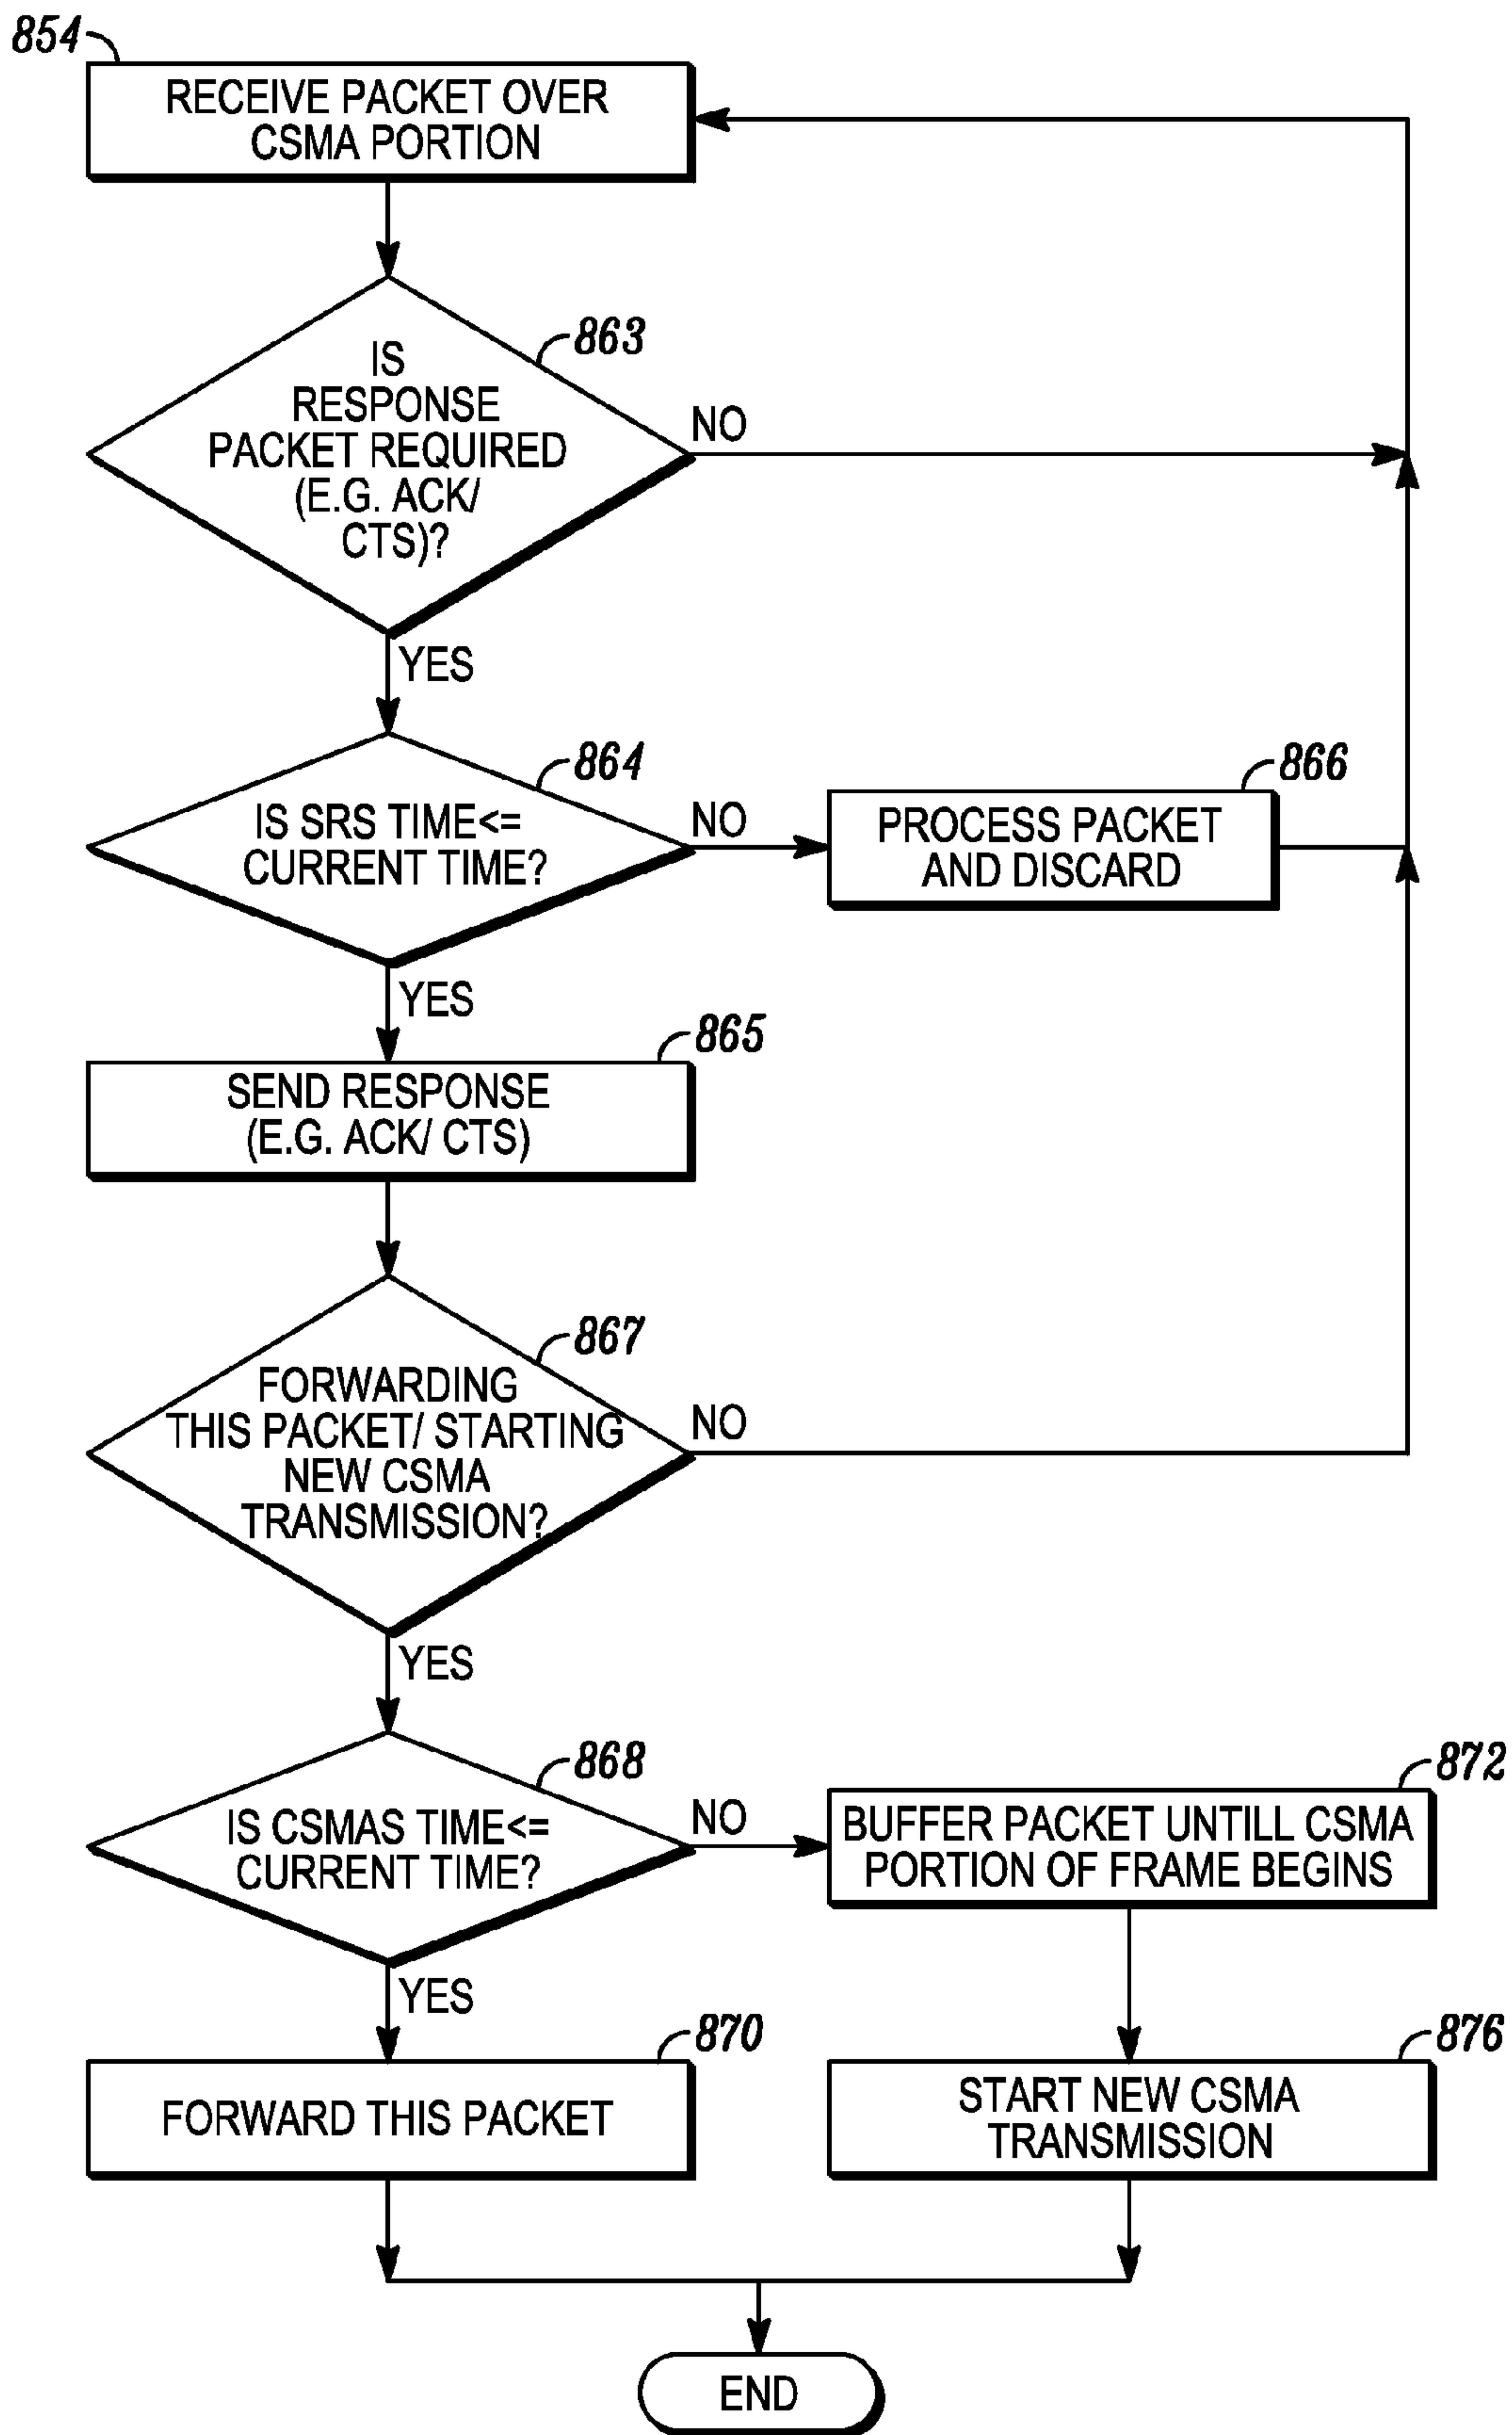 854
RECEIVE PACKET OVER
CSMA PORTION
863
IS
RESPONSE
PACKET REQUIRED
(E.G. ACK/
CTS)?
NO
YES
864
IS SRS TIME<=
CURRENT TIME?
NO
866
PROCESS PACKET
AND DISCARD
YES
865
SEND RESPONSE
(E.G. ACK/ CTS)
867
FORWARDING
THIS PACKET/ STARTING
NEW CSMA
TRANSMISSION?
NO
YES
868
IS CSMAS TIME<=
CURRENT TIME?
NO
872
BUFFER PACKET UNTILL CSMA
PORTION OF FRAME BEGINS
YES
870
FORWARD THIS PACKET
876
START NEW CSMA
TRANSMISSION
END